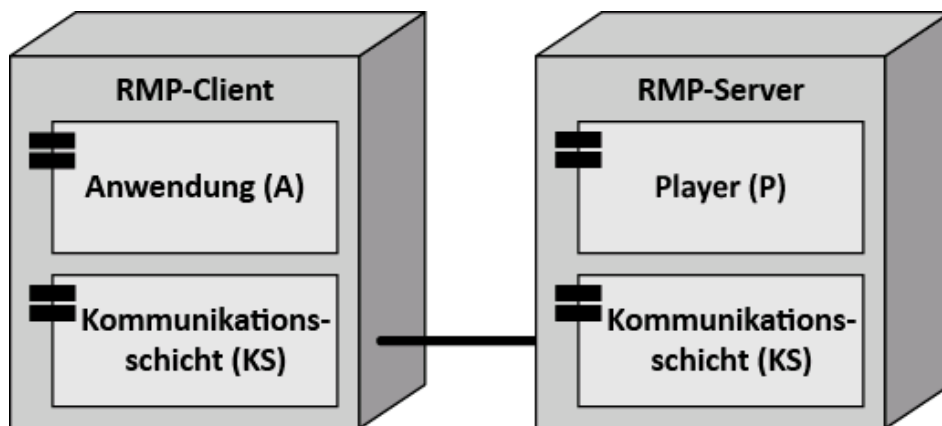 RMP-Client
Anwendung (A)
Kommunikations-
schicht (KS)
RMP-Server
Player (P)
Kommunikations-
schicht (KS)